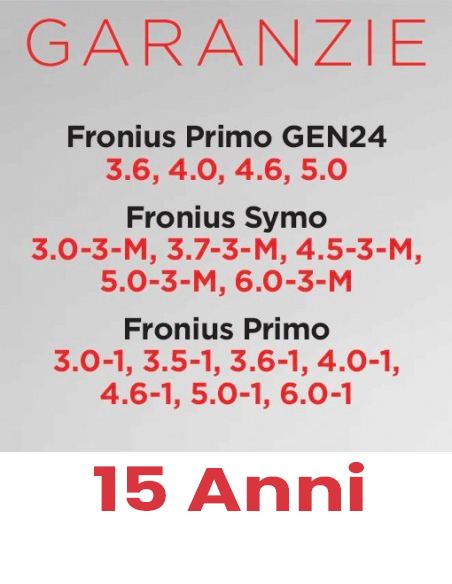 GARANZIE
Fronius Primo GEN24
3.6, 4.0, 4.6, 5.0
Fronius Symo
3.0-3-M, 3.7-3-M, 4.5-3-M,
5.0-3-M, 6.0-3-M
Fronius Primo
3.0-1, 3.5-1, 3.6-1, 4.0-1,
4.6-1, 5.0-1, 6.0-1
15 Anni